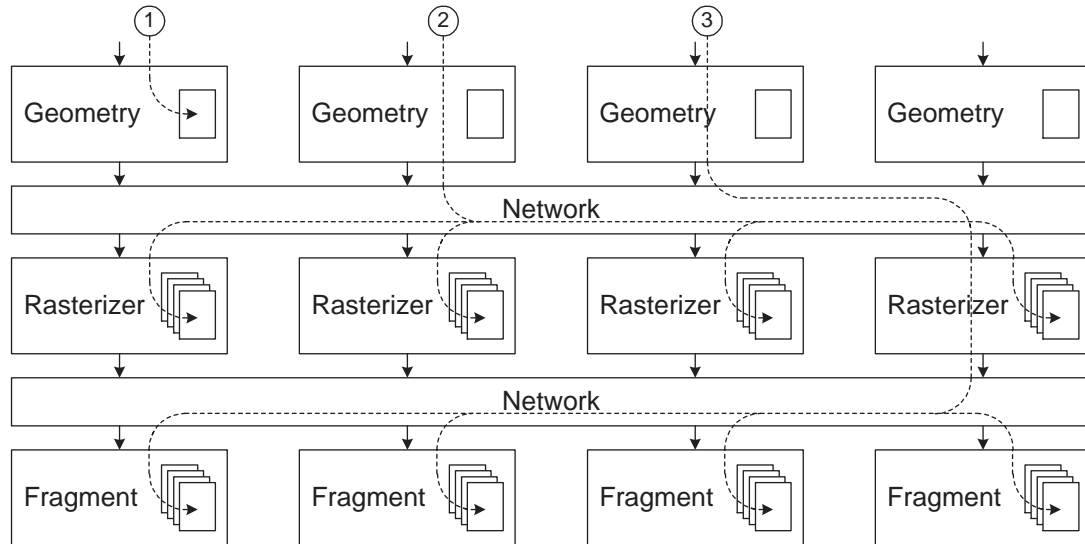 1 2 3
Geometry Geometry Geometry Geometry
Network
Rasterizer Rasterizer Rasterizer Rasterizer
Network
Fragment Fragment Fragment Fragment